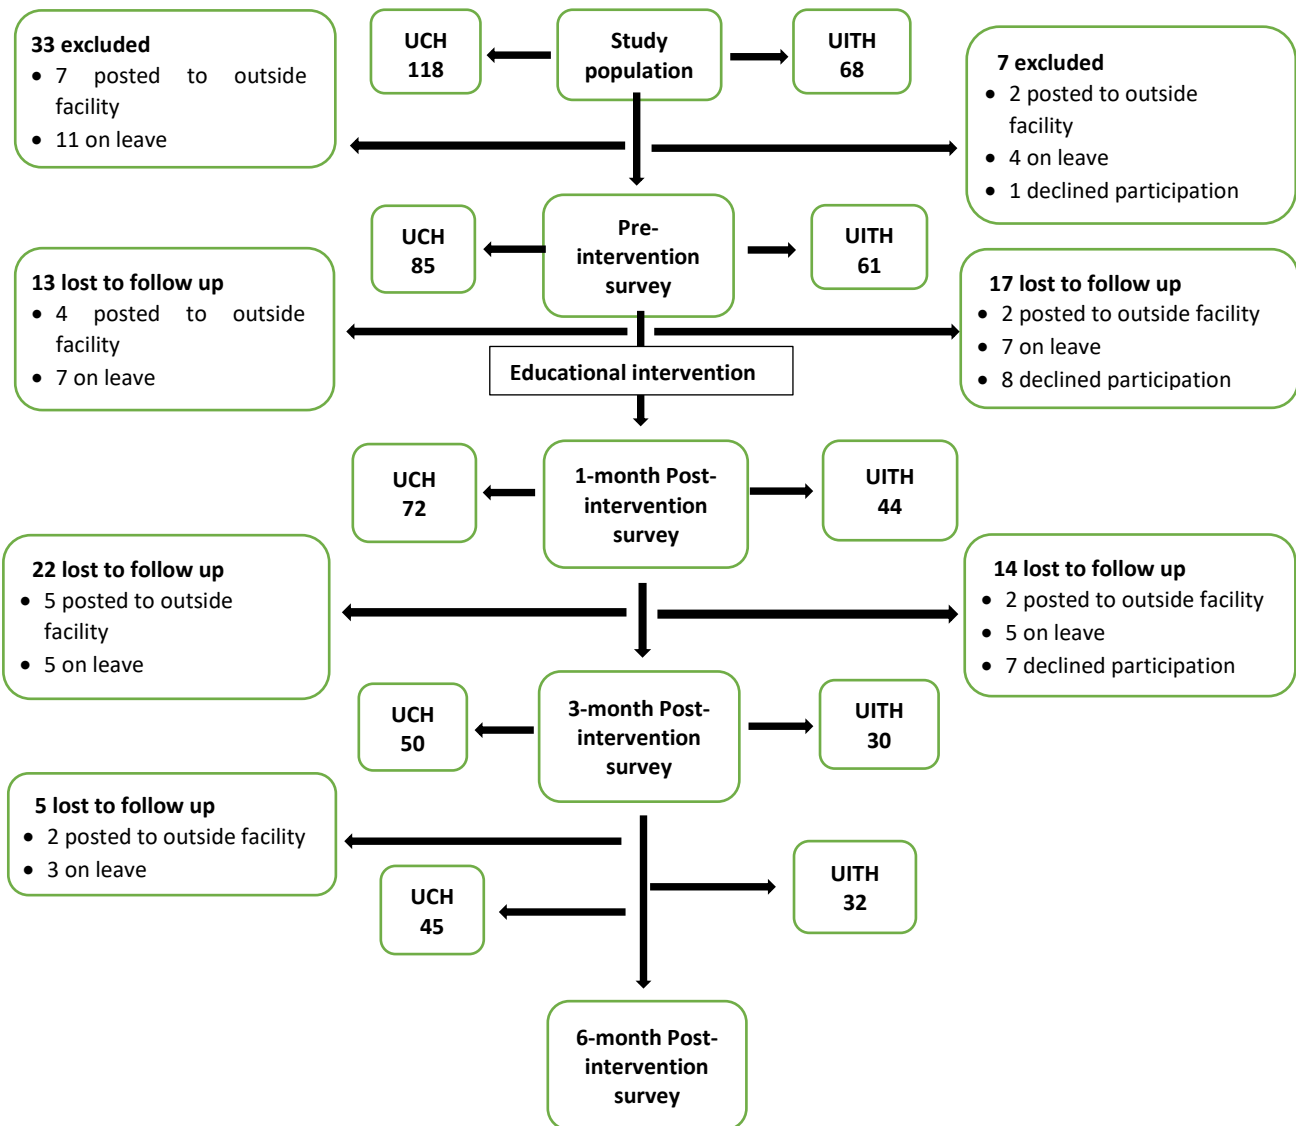 33 excluded
• 7 posted to outside
facility
• 11 on leave
UCH
118
Study
population
UITH
68
7 excluded
• 2 posted to outside
facility
• 4 on leave
• 1 declined participation
UCH
85
Pre-
intervention
survey
UITH
61
13 lost to follow up
• 4 posted to outside
facility
• 7 on leave
17 lost to follow up
• 2 posted to outside facility
• 7 on leave
• 8 declined participation
Educational intervention
UCH
72
1-month Post-
intervention
survey
UITH
44
22 lost to follow up
• 5 posted to outside
facility
• 5 on leave
14 lost to follow up
• 2 posted to outside facility
• 5 on leave
• 7 declined participation
UCH
50
3-month Post-
intervention
survey
UITH
30
5 lost to follow up
• 2 posted to outside facility
• 3 on leave
UCH
45
UITH
32
6-month Post-
intervention
survey